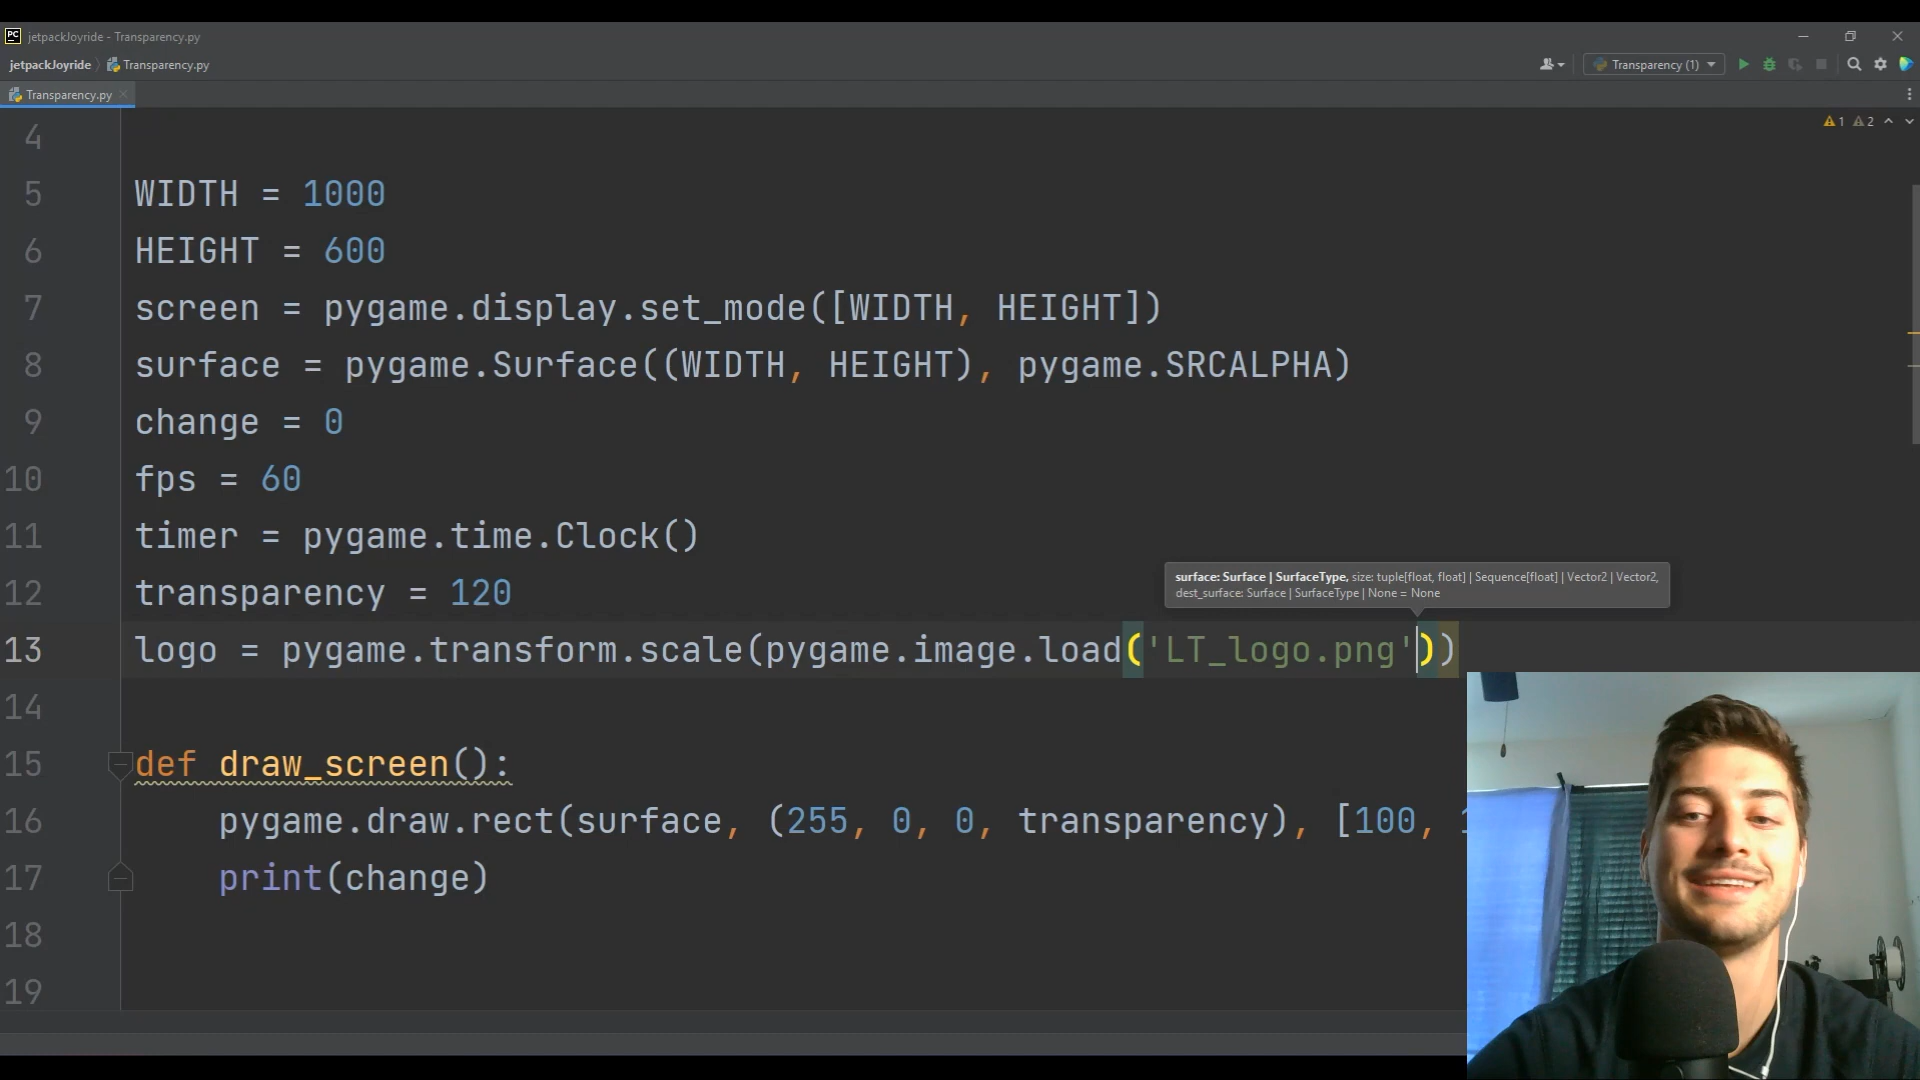 jetpackJoyride - Transparency.py
jetpackJoyride
Transparency.py
Transparency (1)
Transparency.py
1
2
4
5 WIDTH = 1000
6 HEIGHT = 600
7 screen = pygame.display.set_mode([WIDTH, HEIGHT])
8 surface = pygame.Surface((WIDTH, HEIGHT), pygame.SRCALPHA)
9 change = 0
10 fps = 60
11 timer = pygame.time.Clock()
surface: Surface | SurfaceType, size: tuple[float, float] | Sequence[float] | Vector2 | Vector2,
dest_surface: Surface | SurfaceType | None = None
12 transparency = 120
13 logo = pygame.transform.scale(pygame.image.load('LT_logo.png'))
14
15 def draw_screen():
16 pygame.draw.rect(surface, (255, 0, 0, transparency), [100,
17 print(change)
18
19